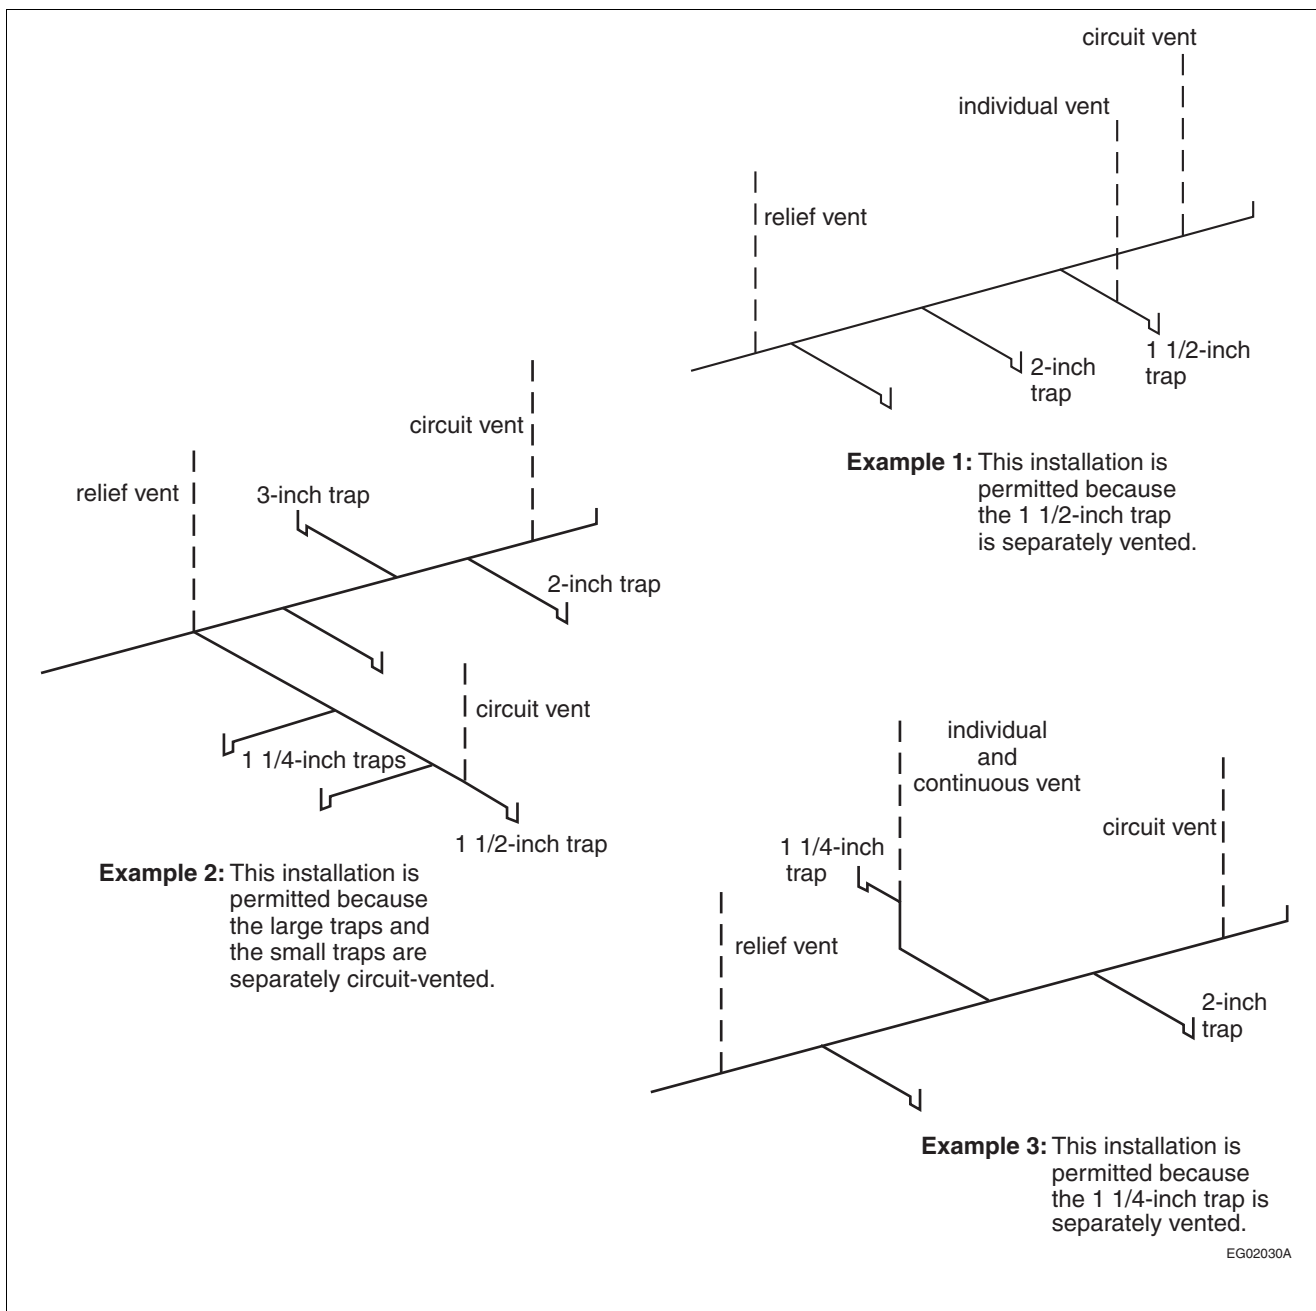 circuit vent
individual vent
relief vent
2-inch
trap
1 1/2-inch
trap
Example 1: This installation is
permitted because
the 1 1/2-inch trap
is separately vented.
circuit vent
relief vent
3-inch trap
2-inch trap
circuit vent
1 1/4-inch traps
1 1/2-inch trap
Example 2: This installation is
permitted because
the large traps and
the small traps are
separately circuit-vented.
individual
and
continuous vent
circuit vent
1 1/4-inch
trap
relief vent
2-inch
trap
Example 3: This installation is
permitted because
the 1 1/4-inch trap is
separately vented.
EG02030A